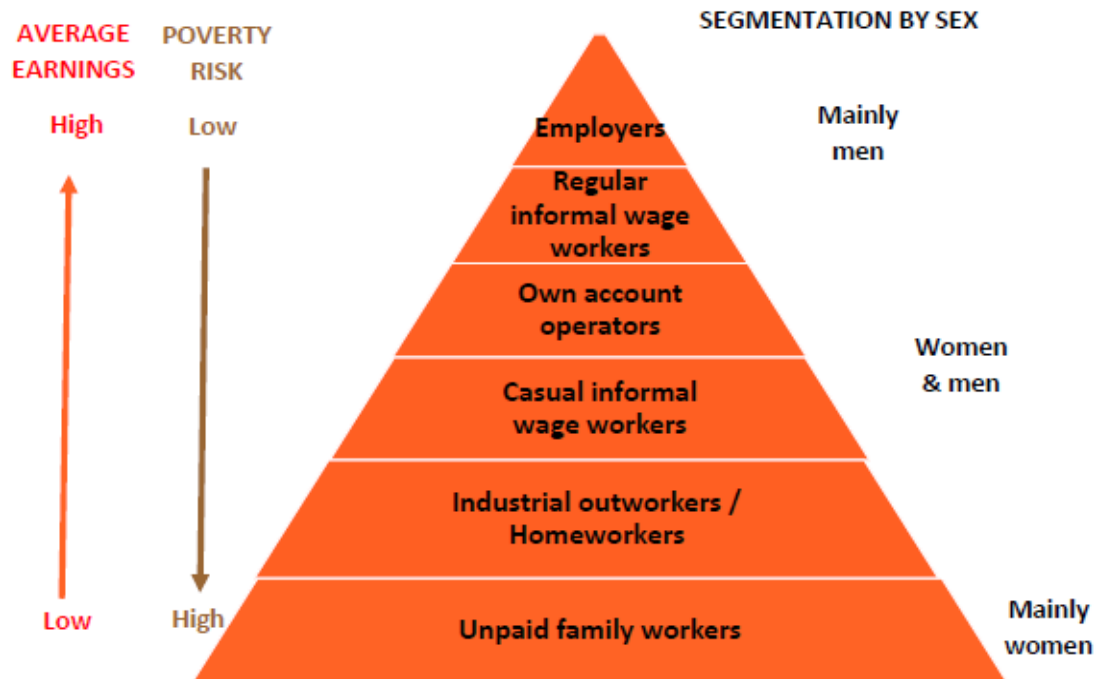 SEGMENTATION BY SEX
AVERAGE
EARNINGS
POVERTY
RISK
High
Low
Employers
Mainly
men
Regular
informal wage
workers
Own account
operators
Women
& men
Casual informal
wage workers
Industrial outworkers /
Homeworkers
Low
High
Unpaid family workers
Mainly
women